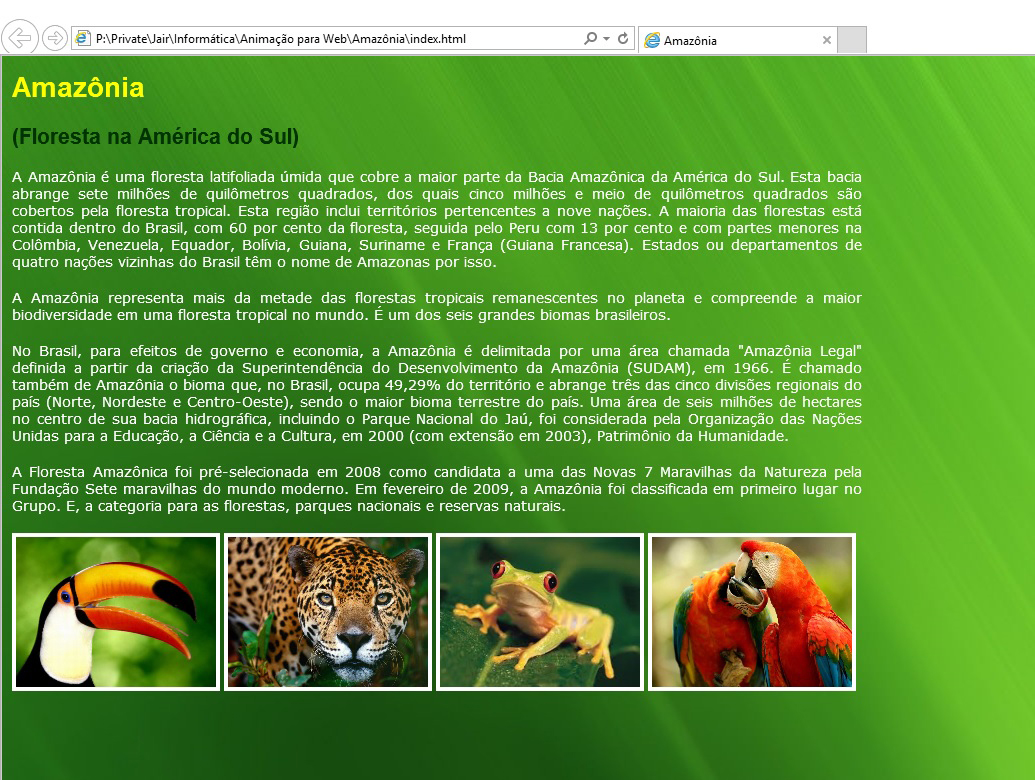 P:\Private\Jair\Informática\Animação para Web\Amazônia\index.html
Amazônia
Amazônia
(Floresta na América do Sul)
A Amazônia é uma floresta latifoliada úmida que cobre a maior parte da Bacia Amazônica da América do Sul. Esta bacia
abrange sete milhões de quilômetros quadrados, dos quais cinco milhões e meio de quilômetros quadrados são
cobertos pela floresta tropical. Esta região inclui territórios pertencentes a nove nações. A maioria das florestas está
contida dentro do Brasil, com 60 por cento da floresta, seguida pelo Peru com 13 por cento e com partes menores na
Colômbia, Venezuela, Equador, Bolívia, Guiana, Suriname e França (Guiana Francesa). Estados ou departamentos de
quatro nações vizinhas do Brasil têm o nome de Amazonas por isso.
A Amazônia representa mais da metade das florestas tropicais remanescentes no planeta e compreende a maior
biodiversidade em uma floresta tropical no mundo. É um dos seis grandes biomas brasileiros.
No Brasil, para efeitos de governo e economia, a Amazônia é delimitada por uma área chamada "Amazônia Legal"
definida a partir da criação da Superintendência do Desenvolvimento da Amazônia (SUDAM), em 1966. É chamado
também de Amazônia o bioma que, no Brasil, ocupa 49,29% do território e abrange três das cinco divisões regionais do
país (Norte, Nordeste e Centro-Oeste), sendo o maior bioma terrestre do país. Uma área de seis milhões de hectares
no centro de sua bacia hidrográfica, incluindo o Parque Nacional do Jaú, foi considerada pela Organização das Nações
Unidas para a Educação, a Ciência e a Cultura, em 2000 (com extensão em 2003), Patrimônio da Humanidade.
A Floresta Amazônica foi pré-selecionada em 2008 como candidata a uma das Novas 7 Maravilhas da Natureza pela
Fundação Sete maravilhas do mundo moderno. Em fevereiro de 2009, a Amazônia foi classificada em primeiro lugar no
Grupo. E, a categoria para as florestas, parques nacionais e reservas naturais.